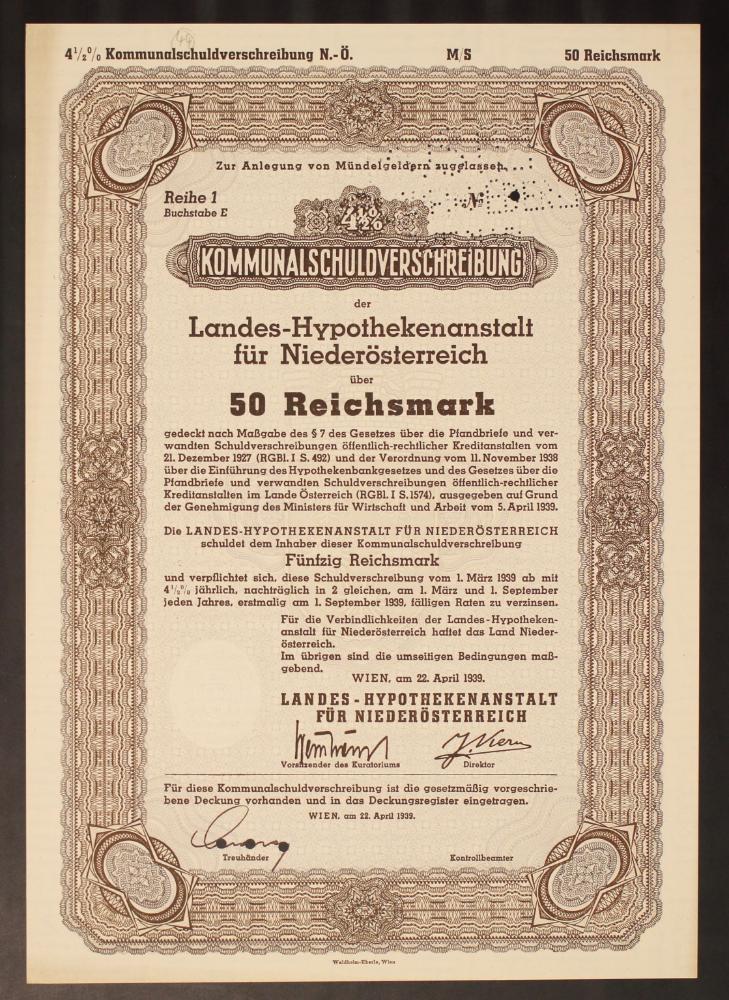 4½% Kommunalschuldverschreibung N.-Ö. M/S 50 Reichsmark
Zur Anlegung von Mündelgeldern zugelassen
Reihe 1
Buchstabe E
Nº
4½%
KOMMUNALSCHULDVERSCHREIBUNG
der
Landes-Hypothekenanstalt
für Niederösterreich
über
50 Reichsmark
gedeckt nach Maßgabe des § 7 des Gesetzes über die Pfandbriefe und ver-
wandten Schuldverschreibungen öffentlich-rechtlicher Kreditanstalten vom
21. Dezember 1927 (RGBl. I S. 492) und der Verordnung vom 11. November 1938
über die Einführung des Hypothekenbankgesetzes und des Gesetzes über die
Pfandbriefe und verwandten Schuldverschreibungen öffentlich-rechtlicher
Kreditanstalten im Lande Österreich (RGBl. I S. 1574), ausgegeben auf Grund
der Genehmigung des Ministers für Wirtschaft und Arbeit vom 5. April 1939.
Die LANDES-HYPOTHEKENANSTALT FÜR NIEDERÖSTERREICH
schuldet dem Inhaber dieser Kommunalschuldverschreibung
Fünfzig Reichsmark
und verpflichtet sich, diese Schuldverschreibung vom 1. März 1939 ab mit
4½% jährlich, nachträglich in 2 gleichen, am 1. März und 1. September
jeden Jahres, erstmalig am 1. September 1939, fälligen Raten zu verzinsen.
Für die Verbindlichkeiten der Landes-Hypotheken-
anstalt für Niederösterreich haftet das Land Nieder-
österreich.
Im übrigen sind die umseitigen Bedingungen maß-
gebend.
WIEN, am 22. April 1939.
LANDES-HYPOTHEKENANSTALT
FÜR NIEDERÖSTERREICH
Vorsitzender des Kuratoriums Direktor
Für diese Kommunalschuldverschreibung ist die gesetzmäßig vorgeschrie-
bene Deckung vorhanden und in das Deckungsregister eingetragen.
WIEN, am 22. April 1939.
Treuhänder Kontrollbeamter
Waldheim-Eberle, Wien